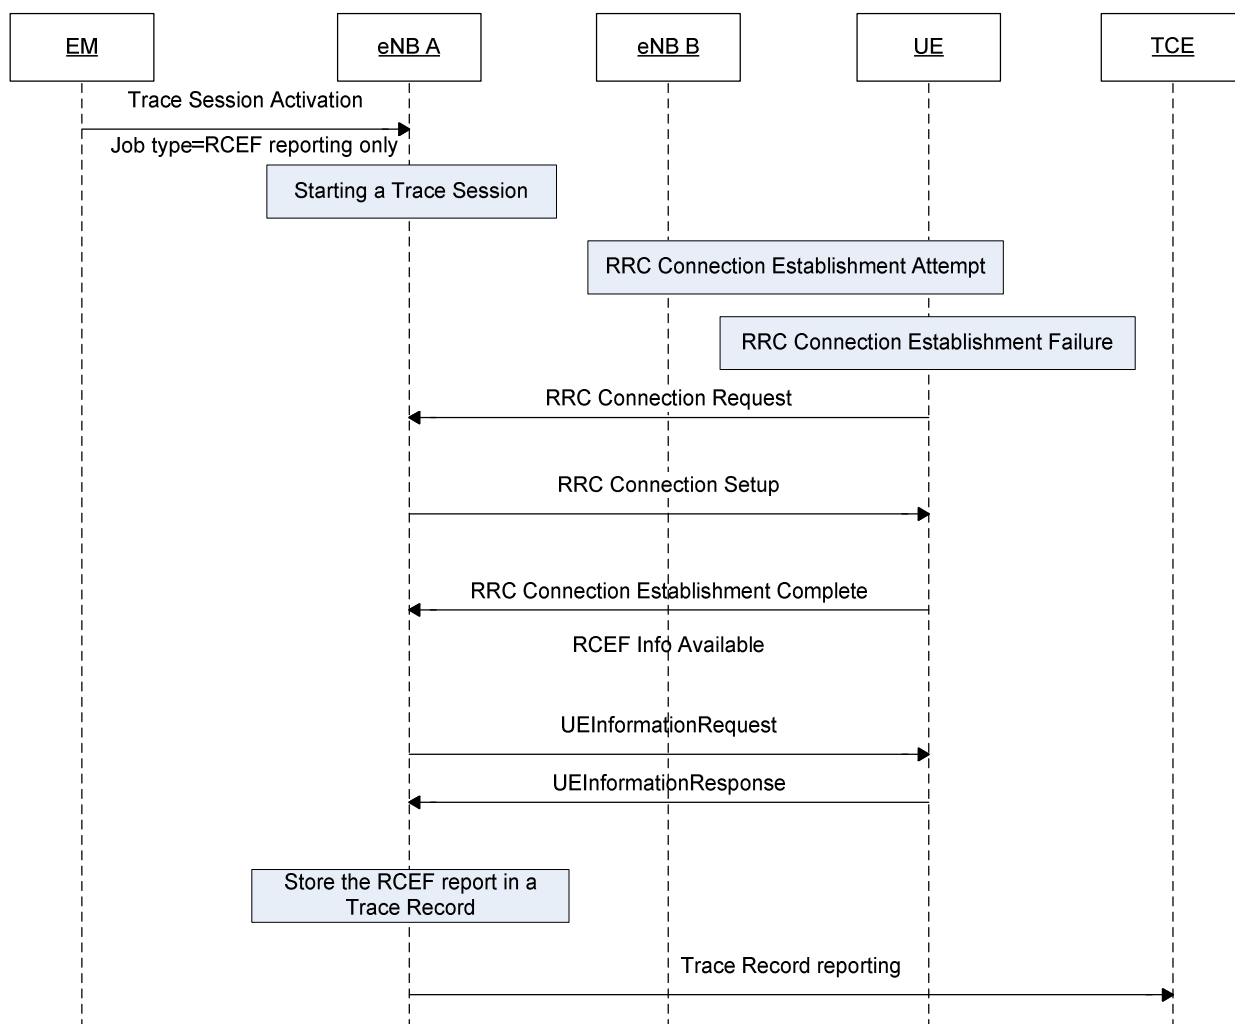 EM
eNB A
eNB B
UE
TCE
Trace Session Activation
Job type=RCEF reporting only
Starting a Trace Session
RRC Connection Establishment Attempt
RRC Connection Establishment Failure
RRC Connection Request
RRC Connection Setup
RRC Connection Establishment Complete
RCEF Info Available
UEInformationRequest
UEInformationResponse
Store the RCEF report in a
Trace Record
Trace Record reporting